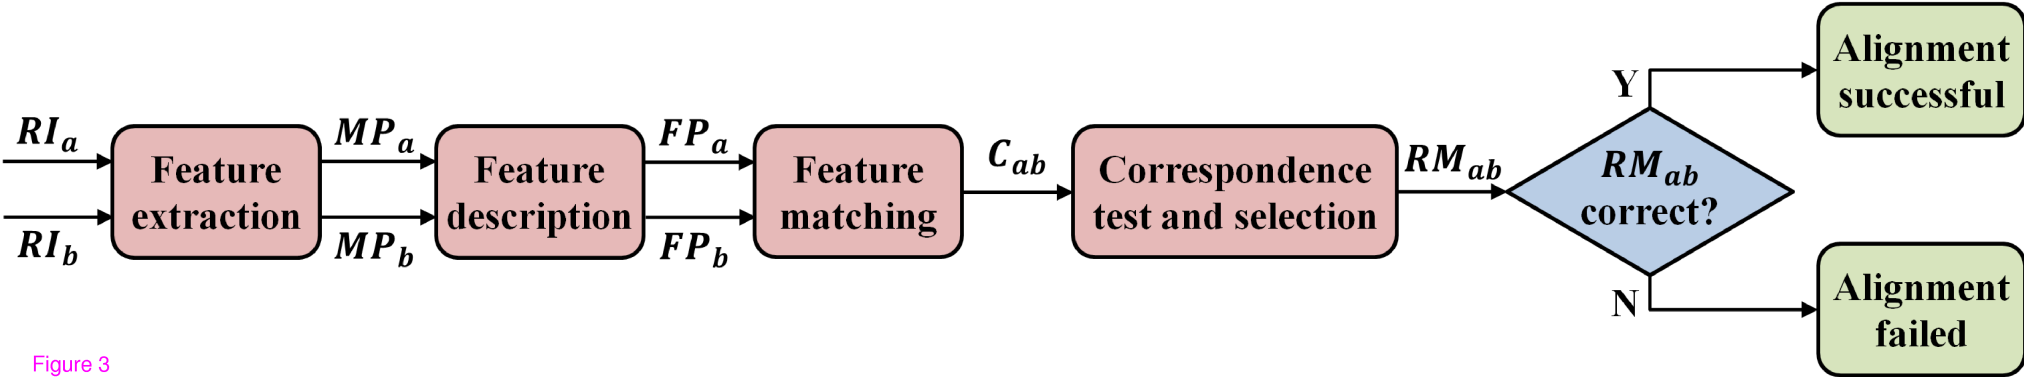 RIa
RIb
Feature
extraction
MPa
MPb
Feature
description
FPa
FPb
Feature
matching
Cab
Correspondence
test and selection
RMab
RMab
correct?
Y
Alignment
successful
N
Alignment
failed
Figure 3